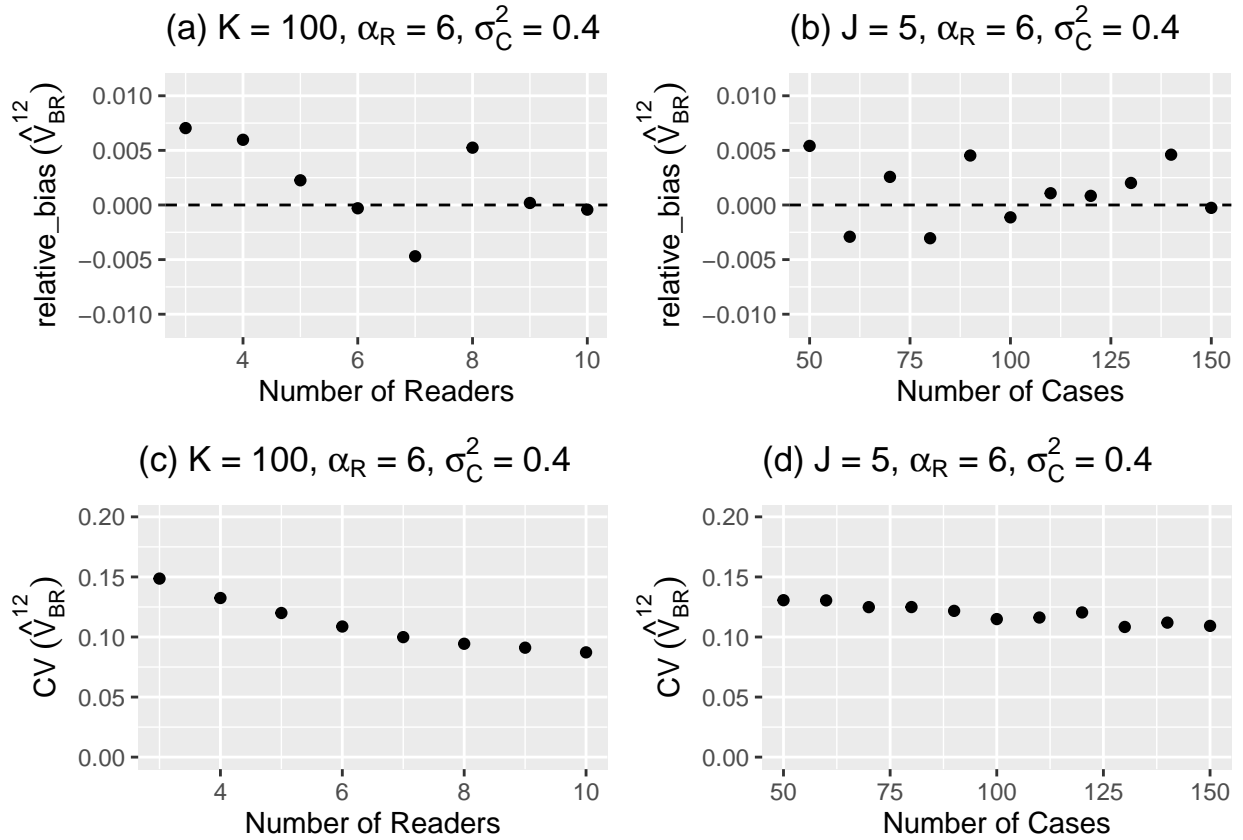 (a) K = 100, α_R = 6, σ_C^2 = 0.4
relative_bias (V̂_BR^12)
0.010
0.005
0.000
−0.005
−0.010
4 6 8 10
Number of Readers
(b) J = 5, α_R = 6, σ_C^2 = 0.4
relative_bias (V̂_BR^12)
0.010
0.005
0.000
−0.005
−0.010
50 75 100 125 150
Number of Cases
(c) K = 100, α_R = 6, σ_C^2 = 0.4
CV (V̂_BR^12)
0.20
0.15
0.10
0.05
0.00
4 6 8 10
Number of Readers
(d) J = 5, α_R = 6, σ_C^2 = 0.4
CV (V̂_BR^12)
0.20
0.15
0.10
0.05
0.00
50 75 100 125 150
Number of Cases